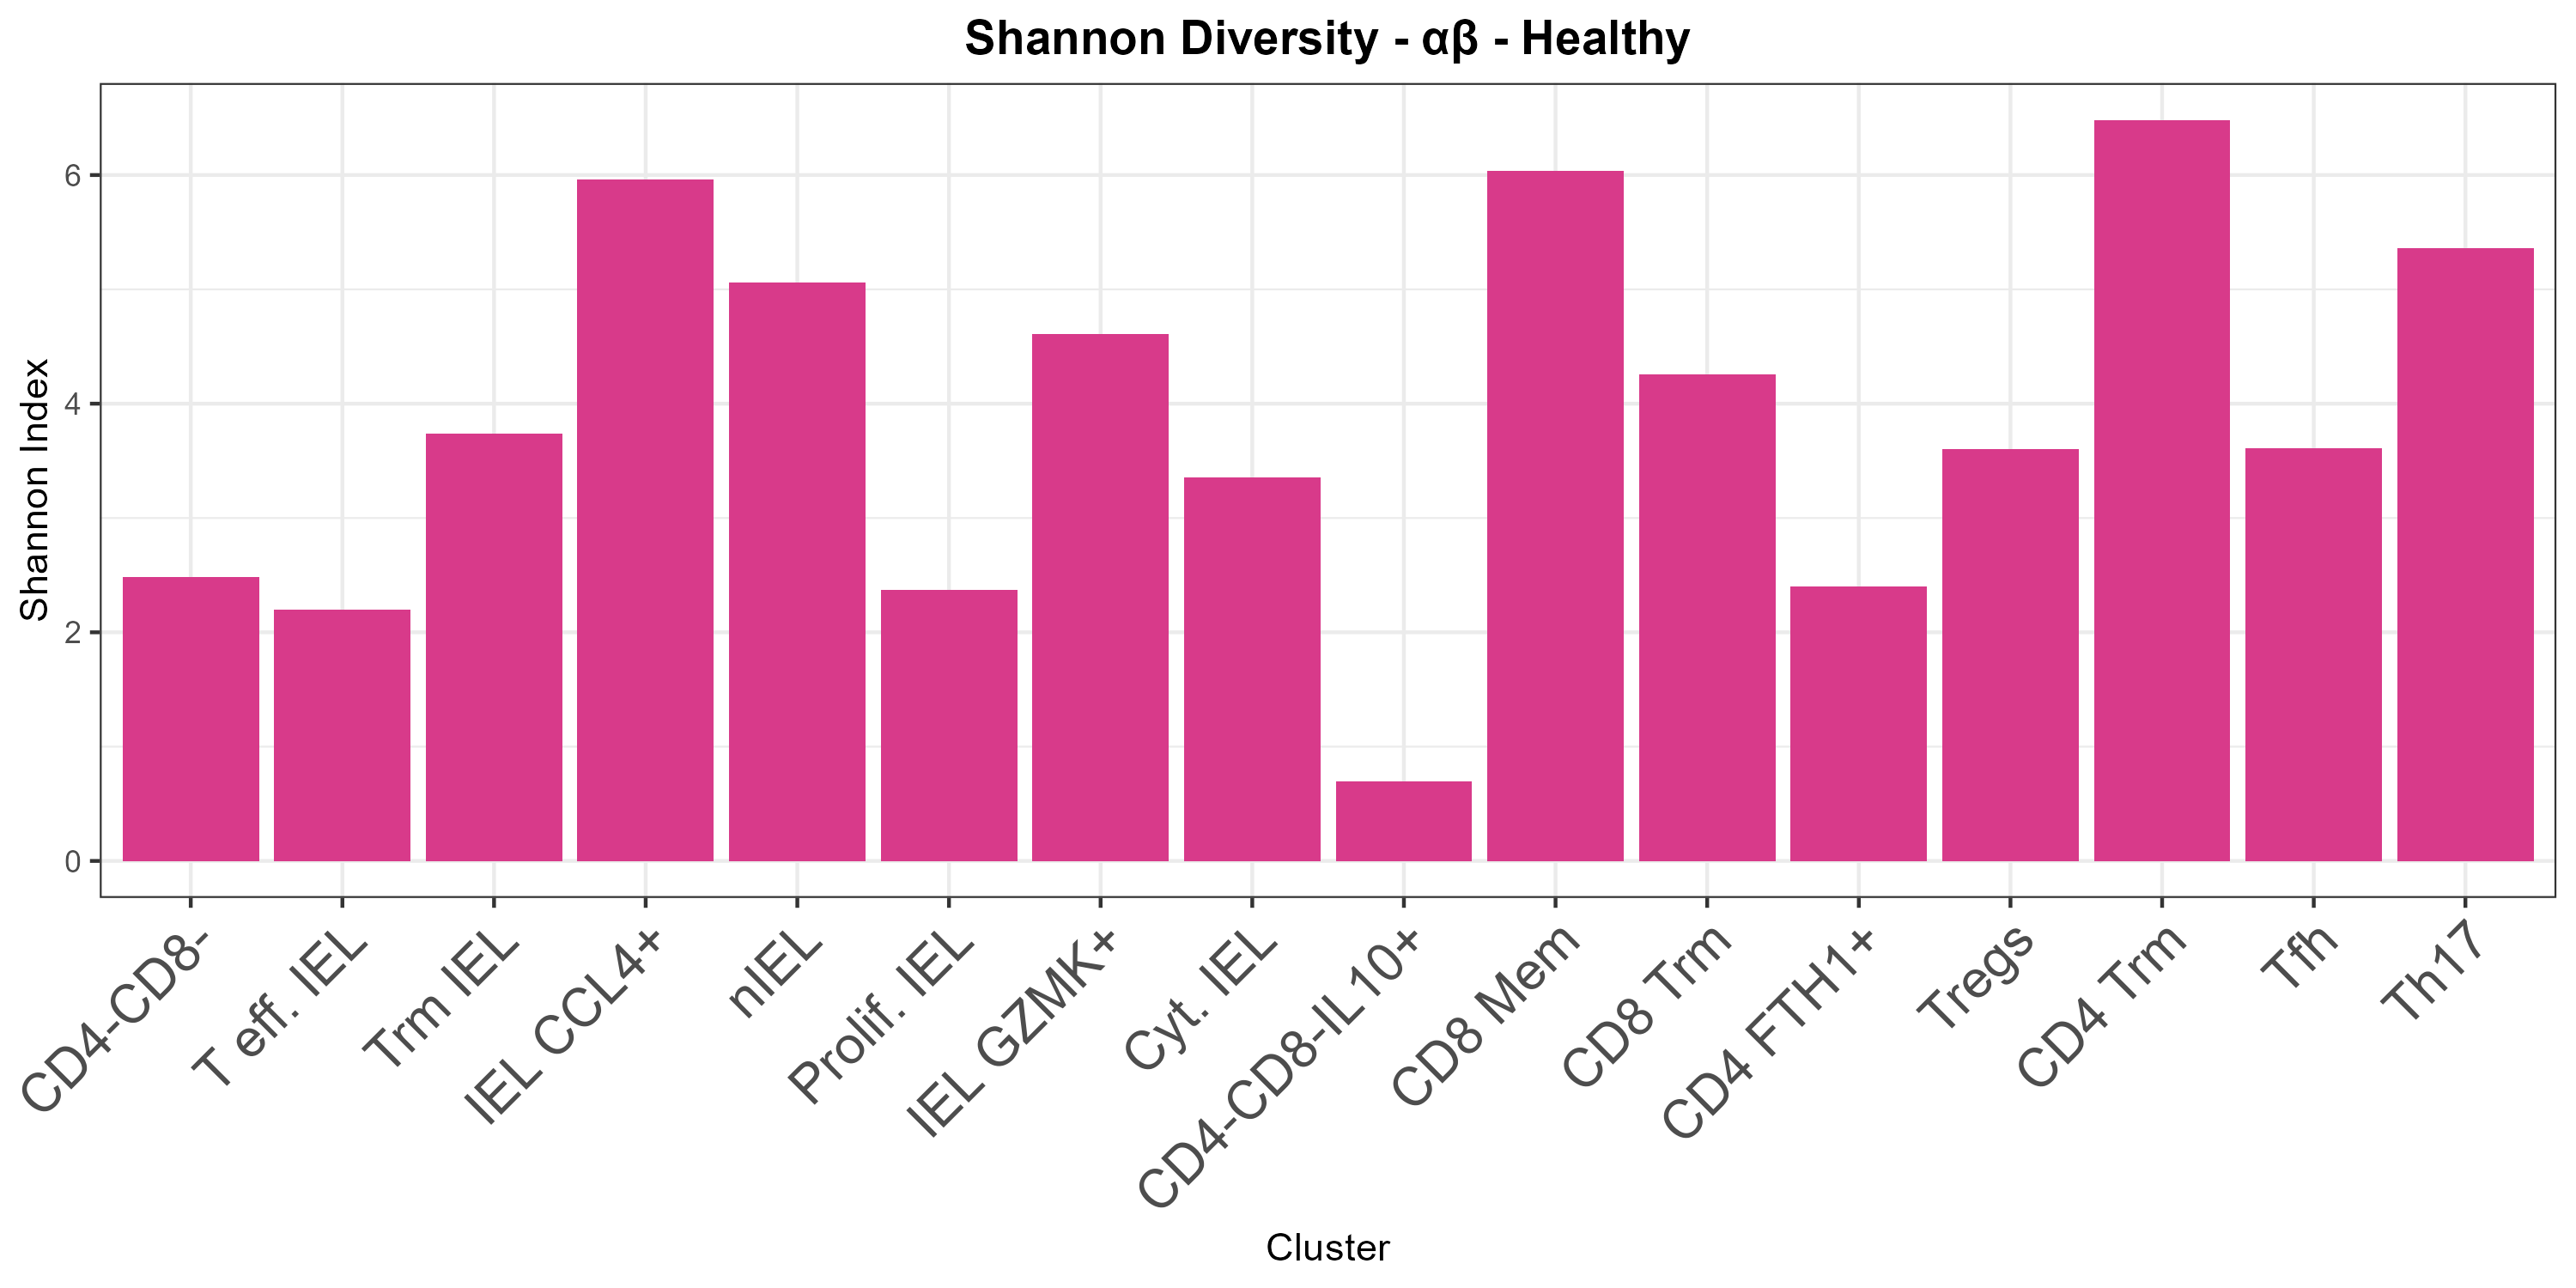 Shannon Diversity - αβ - Healthy
Shannon Index
6
4
2
0
CD4-CD8-
T eff. IEL
Trm IEL
IEL CCL4+
nIEL
Prolif. IEL
IEL GZMK+
Cyt. IEL
CD4-CD8-IL10+
CD8 Mem
CD8 Trm
CD4 FTH1+
Tregs
CD4 Trm
Tfh
Th17
Cluster